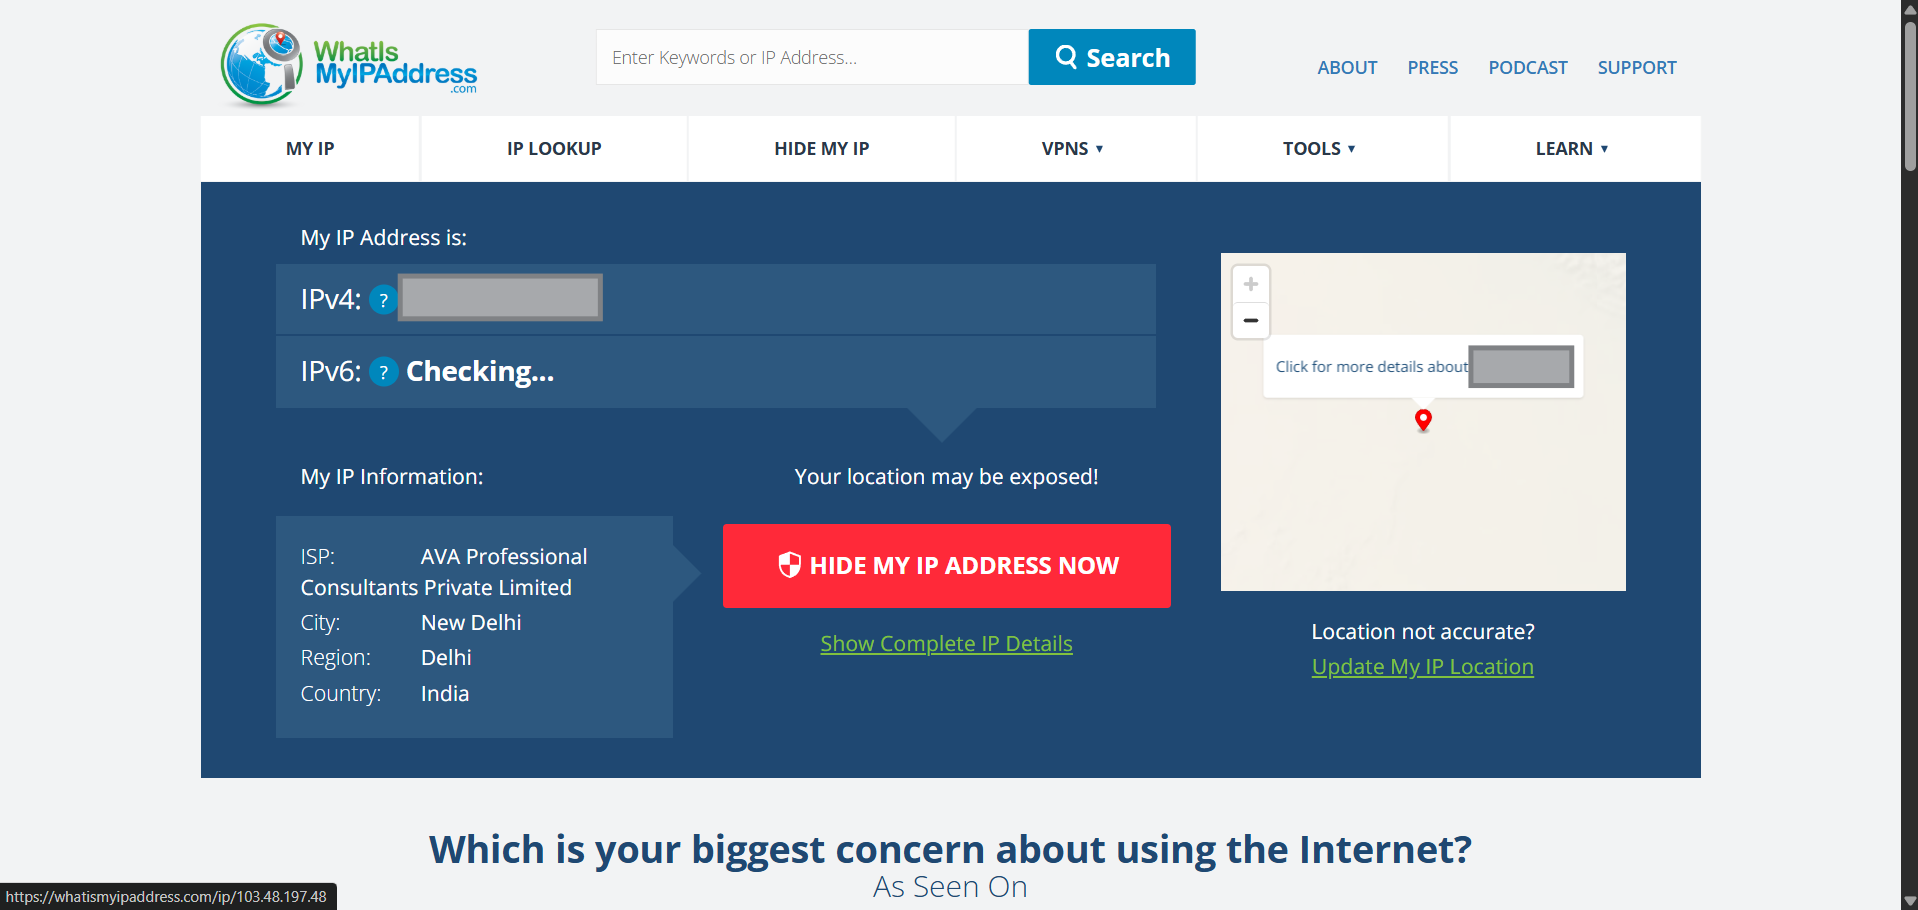 WhatIs
MyIPAddress
.com
Enter Keywords or IP Address...
Search
ABOUT PRESS PODCAST SUPPORT
MY IP IP LOOKUP HIDE MY IP VPNS ▼ TOOLS ▼ LEARN ▼
My IP Address is:
IPv4: ?
IPv6: ? Checking...
My IP Information:
ISP: AVA Professional
Consultants Private Limited
City: New Delhi
Region: Delhi
Country: India
Your location may be exposed!
HIDE MY IP ADDRESS NOW
Show Complete IP Details
+
−
Click for more details about
Location not accurate?
Update My IP Location
Which is your biggest concern about using the Internet?
As Seen On
https://whatismyipaddress.com/ip/103.48.197.48